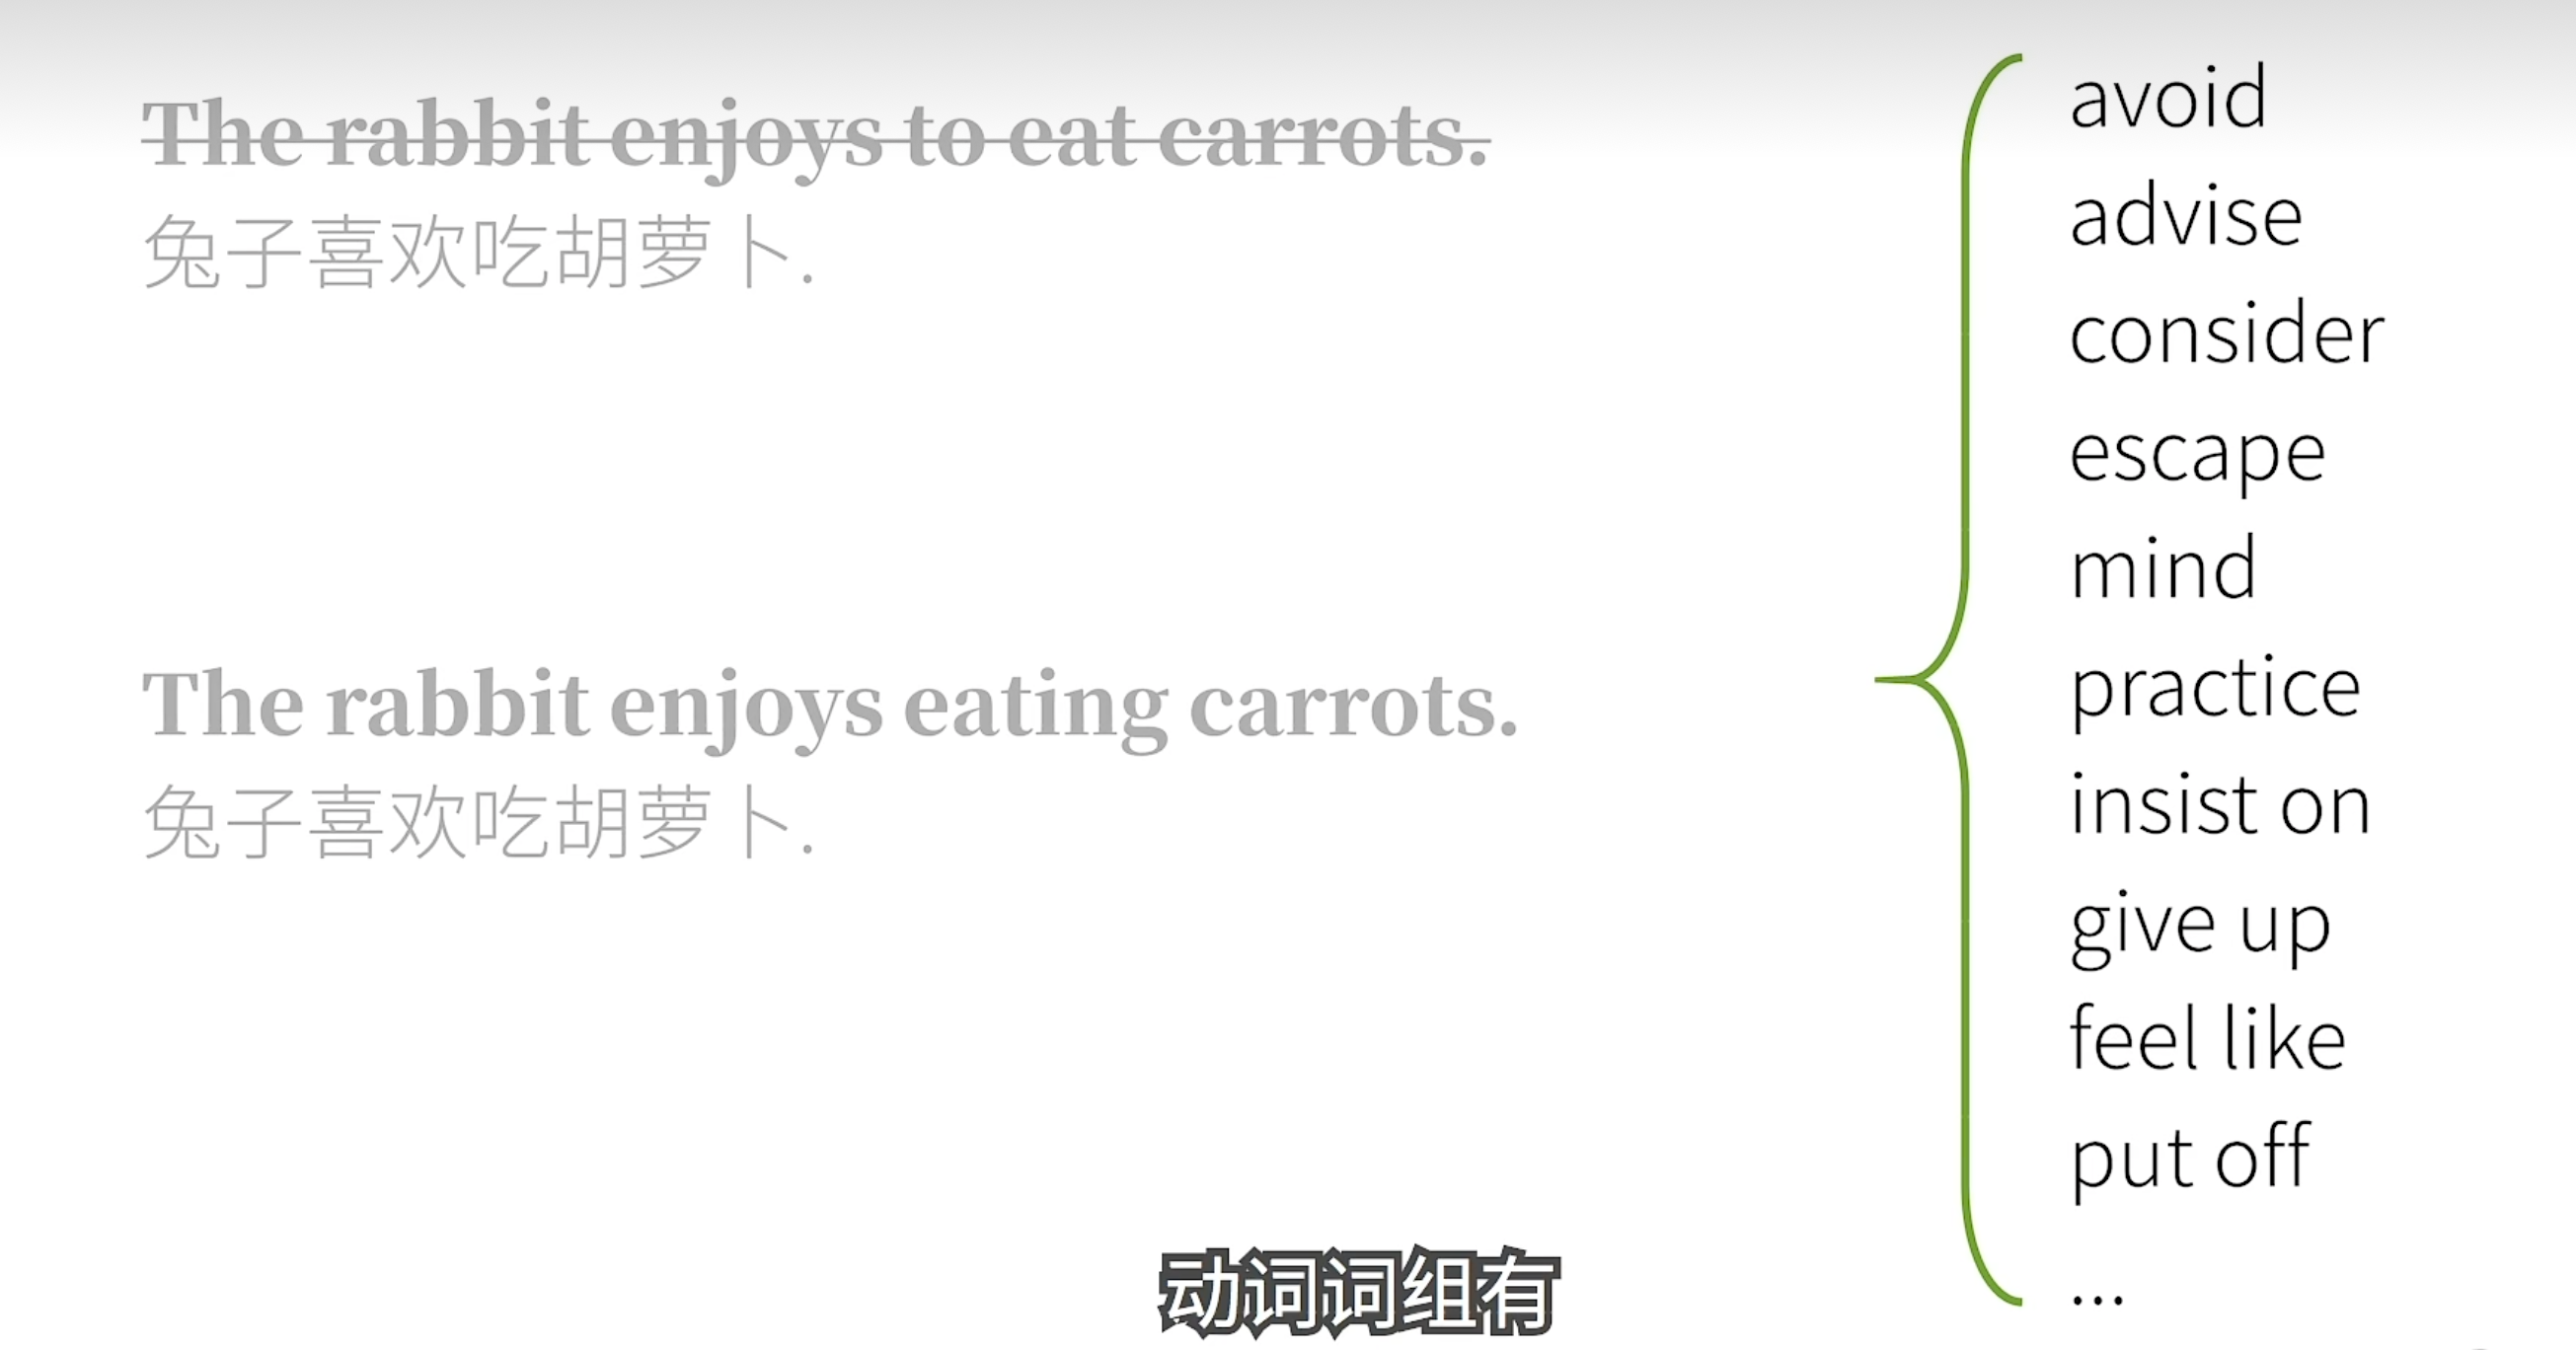 The rabbit enjoys to eat carrots.
兔子喜欢吃胡萝卜.
The rabbit enjoys eating carrots.
兔子喜欢吃胡萝卜.
avoid
advise
consider
escape
mind
practice
insist on
give up
feel like
put off
...
动词词组有